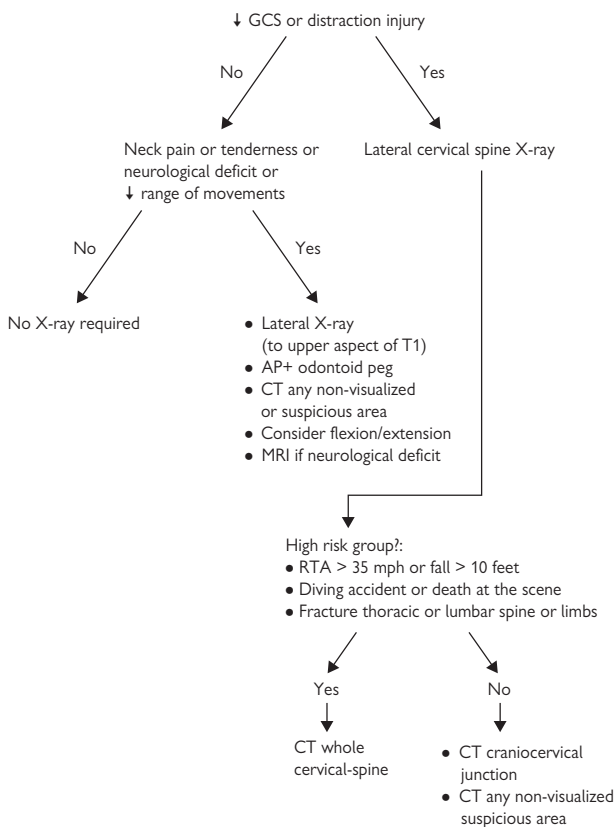 ↓ GCS or distraction injury
No
Yes
Neck pain or tenderness or
neurological deficit or
↓ range of movements
Lateral cervical spine X-ray
No
Yes
No X-ray required
● Lateral X-ray
(to upper aspect of T1)
● AP+ odontoid peg
● CT any non-visualized
or suspicious area
● Consider flexion/extension
● MRI if neurological deficit
High risk group?:
● RTA > 35 mph or fall > 10 feet
● Diving accident or death at the scene
● Fracture thoracic or lumbar spine or limbs
Yes
No
CT whole
cervical-spine
● CT craniocervical
junction
● CT any non-visualized
suspicious area